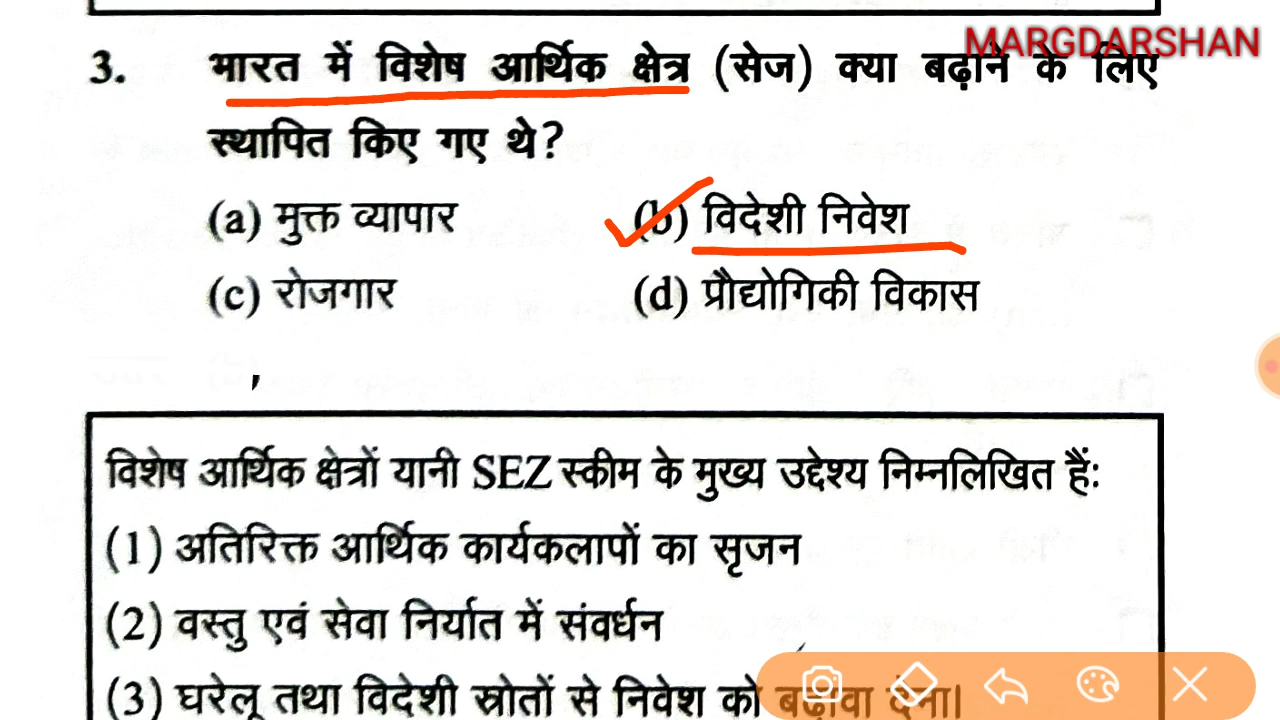 MARGDARSHAN
3. भारत में विशेष आर्थिक क्षेत्र (सेज) क्या बढ़ाने के लिए
स्थापित किए गए थे?
(a) मुक्त व्यापार (b) विदेशी निवेश
(c) रोजगार (d) प्रौद्योगिकी विकास
विशेष आर्थिक क्षेत्रों यानी SEZ स्कीम के मुख्य उद्देश्य निम्नलिखित हैं:
(1) अतिरिक्त आर्थिक कार्यकलापों का सृजन
(2) वस्तु एवं सेवा निर्यात में संवर्धन
(3) घरेलू तथा विदेशी स्रोतों से निवेश को बढ़ावा देना।